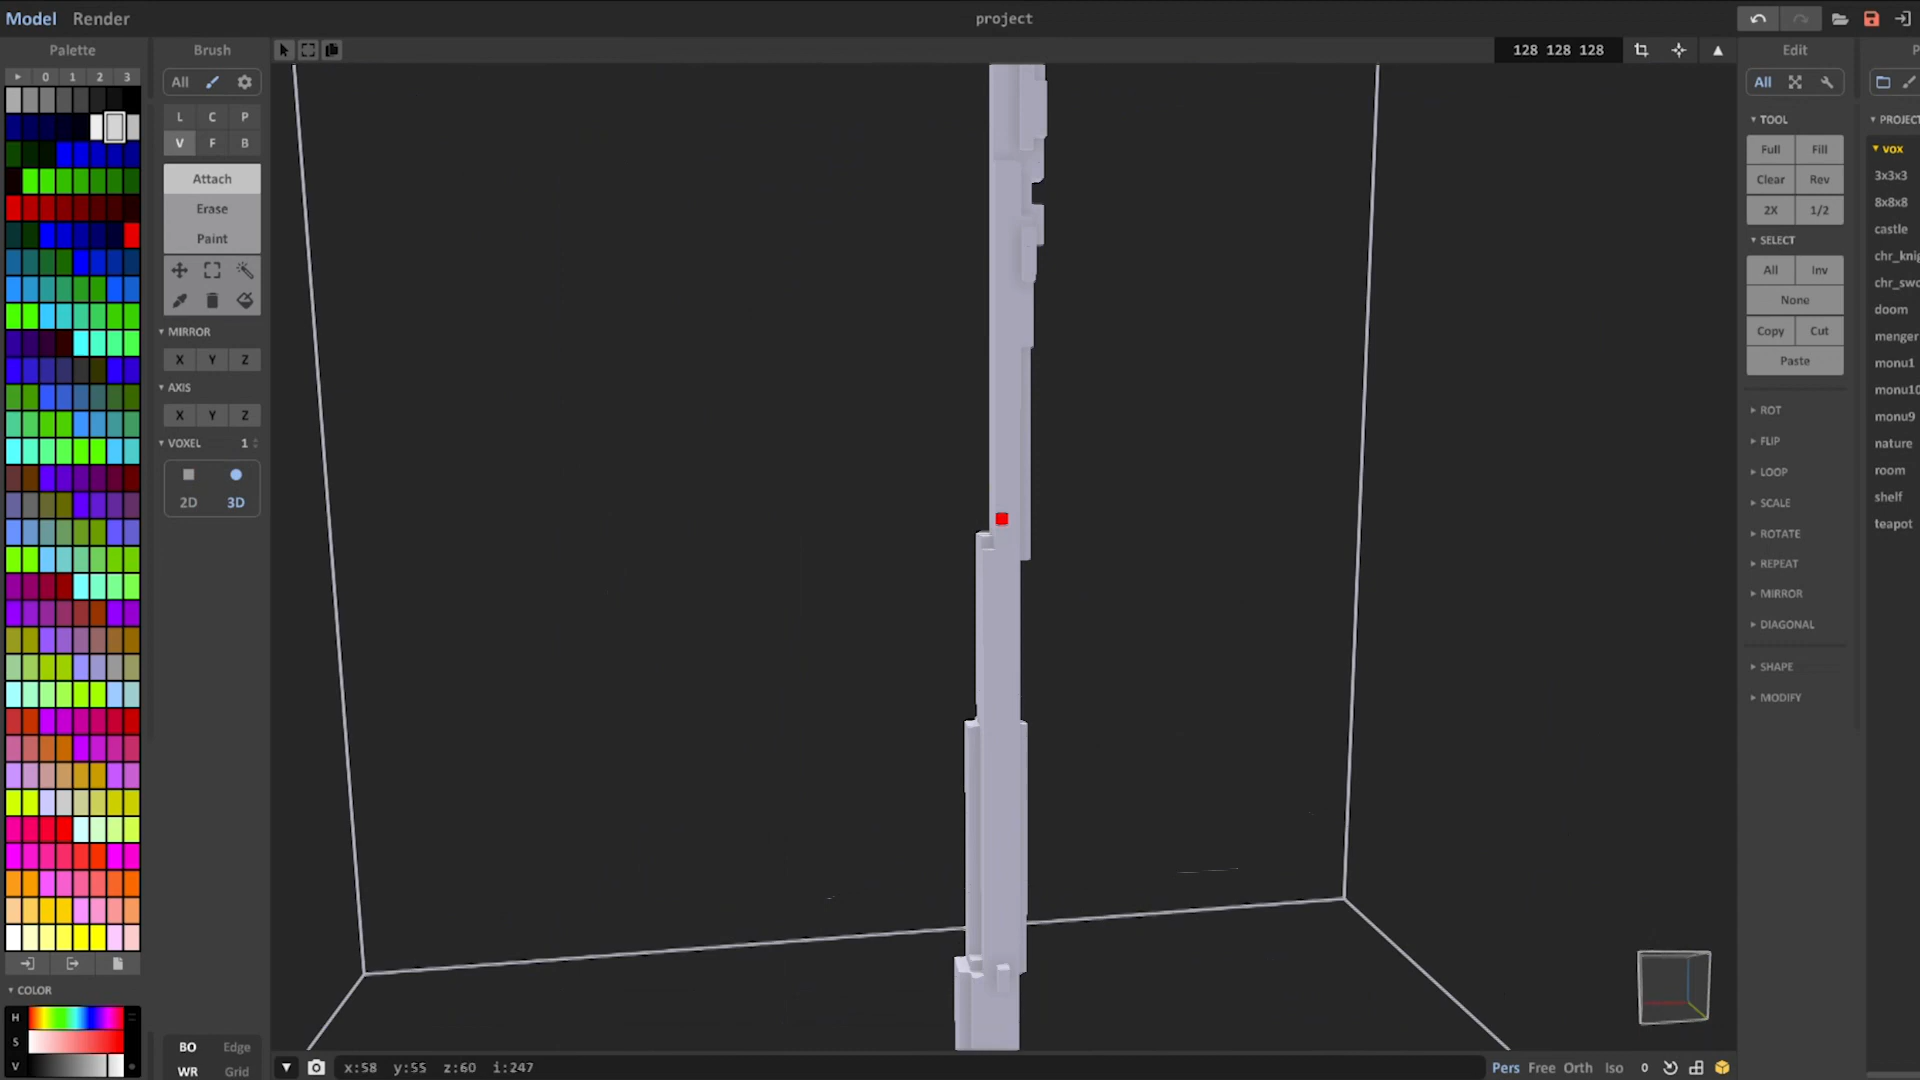 Model Render project
Palette Brush 128 128 128 Edit
0 1 2 3
All All
L C P
V F B
Attach
Erase
Paint
MIRROR
X Y Z
AXIS
X Y Z
VOXEL 1
2D 3D
TOOL
Full Fill
Clear Rev
2X 1/2
SELECT
All Inv
None
Copy Cut
Paste
ROT
FLIP
LOOP
SCALE
ROTATE
REPEAT
MIRROR
DIAGONAL
SHAPE
MODIFY
PROJECT
vox
3x3x3
8x8x8
castle
chr_knig
chr_swo
doom
menger
monu1
monu10
monu9
nature
room
shelf
teapot
COLOR
H
S
V
BO Edge
WR Grid
x:58 y:55 z:60 i:247
Pers Free Orth Iso 0